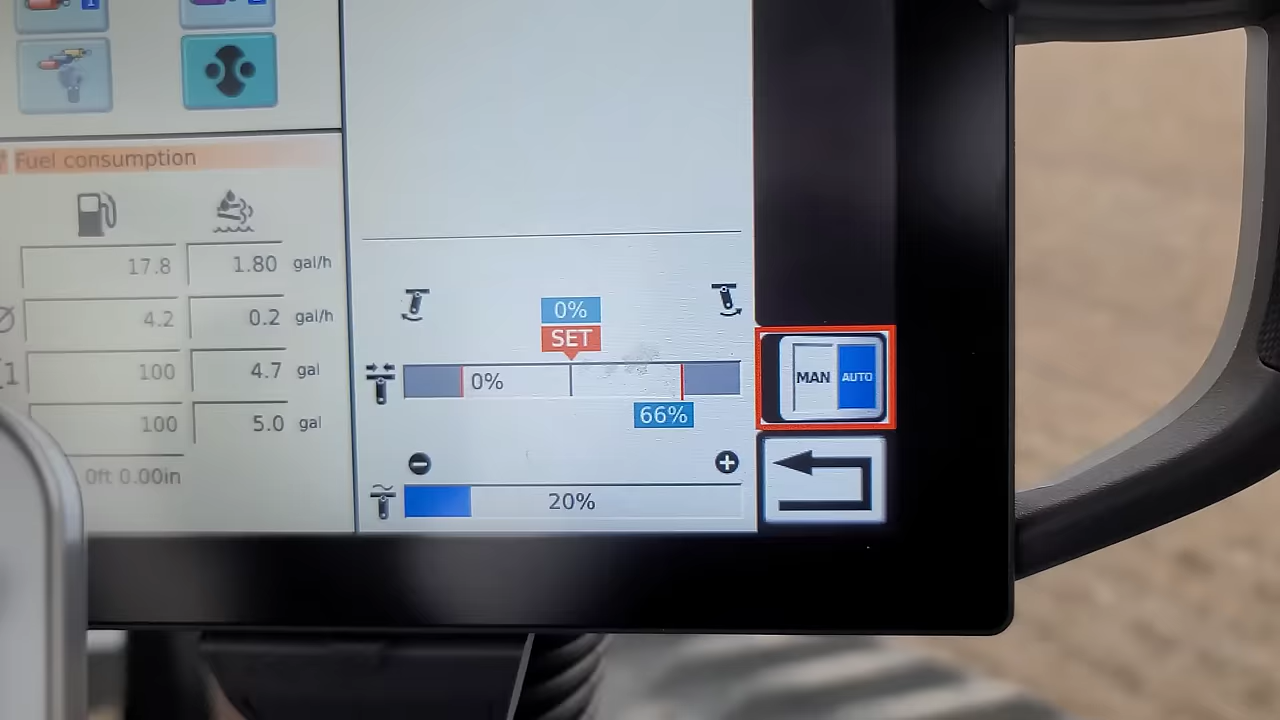 1
Fuel consumption
17.8 1.80 gal/h
Ø 4.2 0.2 gal/h
100 4.7 gal
100 5.0 gal
0ft 0.00in
0%
SET
0%
66%
20%
MAN AUTO